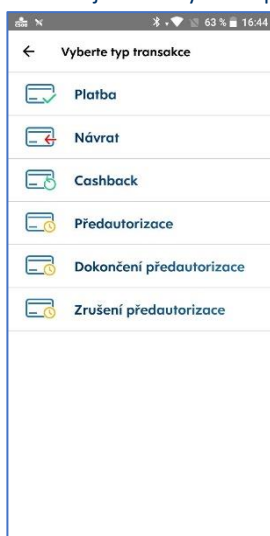 63 % 16:44
Vyberte typ transakce
Platba
Návrat
Cashback
Předautorizace
Dokončení předautorizace
Zrušení předautorizace